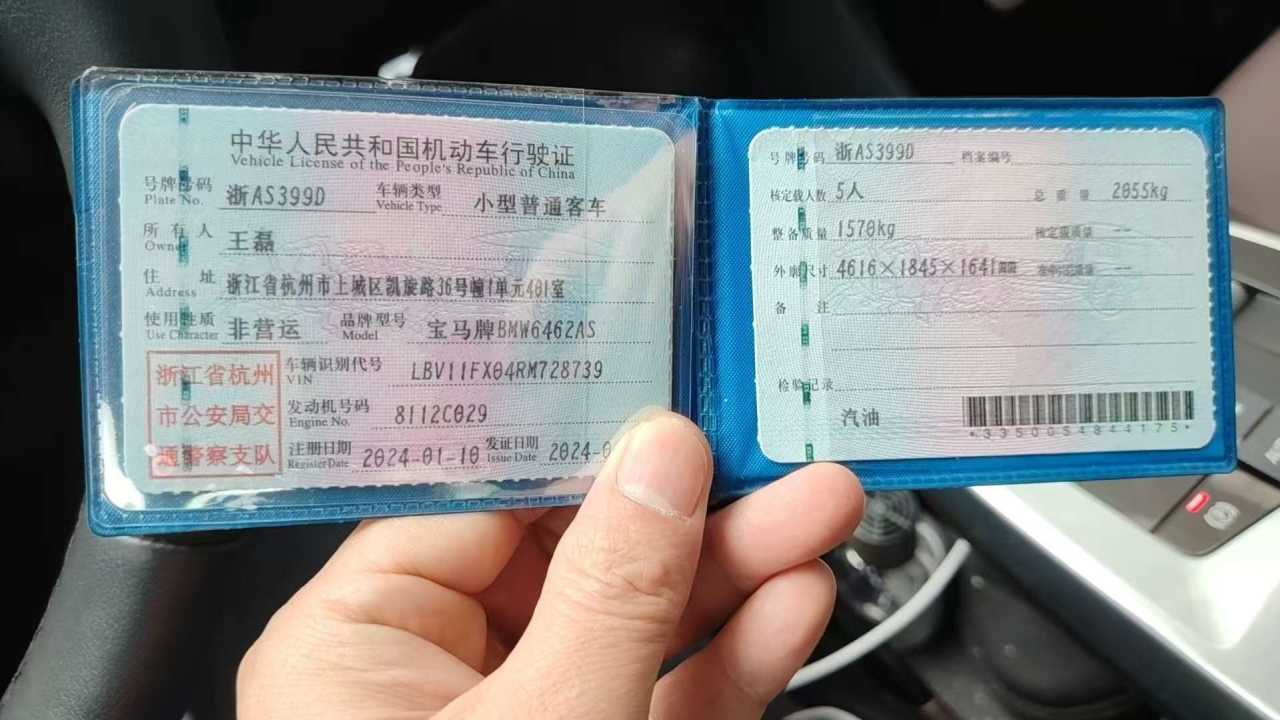 中华人民共和国机动车行驶证
Vehicle License of the People's Republic of China
号牌号码 浙AS399D 车辆类型 小型普通客车
Plate No. Vehicle Type
所有人 王磊
Owner
住址 浙江省杭州市上城区凯旋路36号幢1单元401室
Address
使用性质 非营运 品牌型号 宝马牌BMW6462AS
Use Character Model
浙江省杭州
市公安局交
通警察支队
车辆识别代号 LBV11FX04RM728739
VIN
发动机号码 8112C029
Engine No.
注册日期 2024-01-10 发证日期 2024-0
Register Date Issue Date
号牌号码 浙AS399D 档案编号
核定载人数 5人 总质量 2055kg
整备质量 1570kg 核定载质量 --
外廓尺寸 4616×1845×1641mm --
备注
检验记录
汽油
*3350054844175*